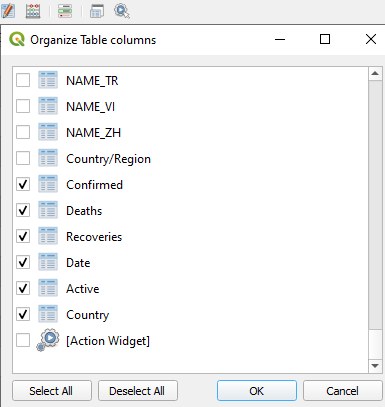 Organize Table columns
NAME_TR
NAME_VI
NAME_ZH
Country/Region
Confirmed
Deaths
Recoveries
Date
Active
Country
[Action Widget]
Select All
Deselect All
OK
Cancel